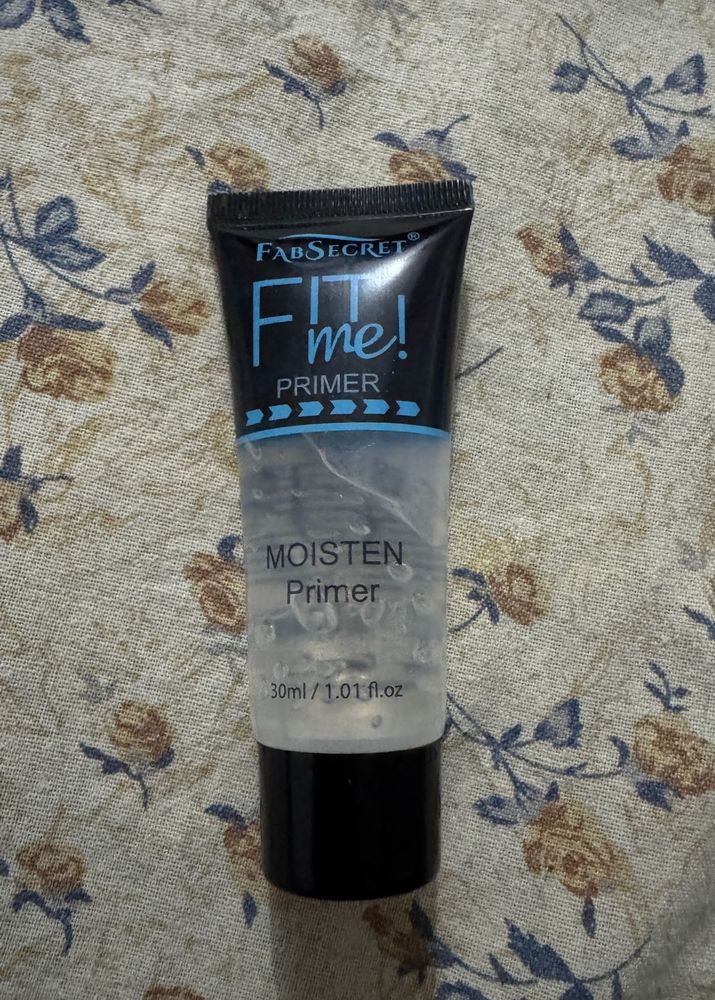 FABSECRET®
FIT
me!
PRIMER
MOISTEN
Primer
30ml / 1.01 fl.oz